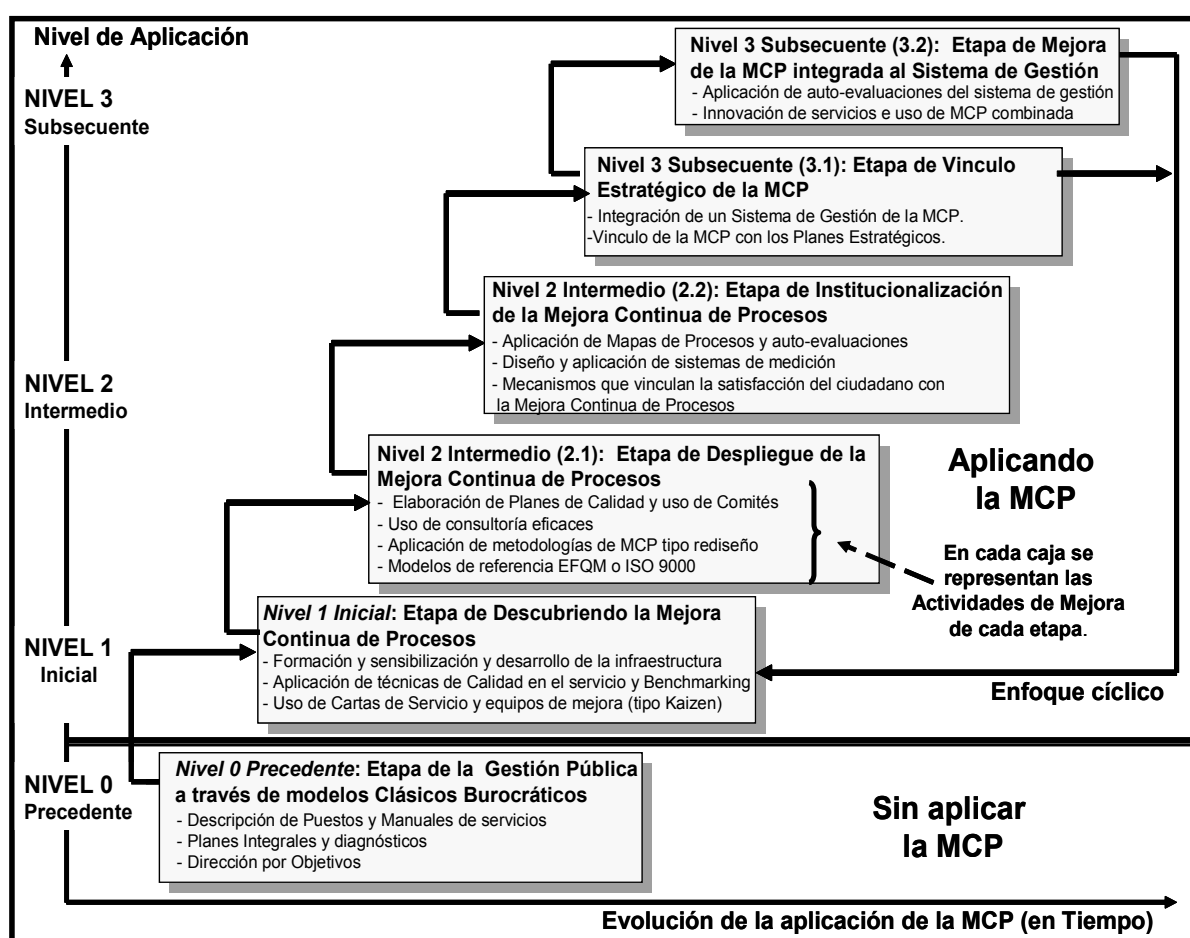 Nivel de Aplicación
NIVEL 3
Subsecuente
Nivel 3 Subsecuente (3.2):  Etapa de Mejora
de la MCP integrada al Sistema de Gestión
- Aplicación de auto-evaluaciones del sistema de gestión
- Innovación de servicios e uso de MCP combinada
Nivel 3 Subsecuente (3.1): Etapa de Vinculo
Estratégico de la MCP
- Integración de un Sistema de Gestión de la MCP.
-Vinculo de la MCP con los Planes Estratégicos.
NIVEL 2
Intermedio
Nivel 2 Intermedio (2.2): Etapa de Institucionalización
de la Mejora Continua de Procesos
- Aplicación de Mapas de Procesos y auto-evaluaciones
- Diseño y aplicación de sistemas de medición
- Mecanismos que vinculan la satisfacción del ciudadano con
la Mejora Continua de Procesos
Nivel 2 Intermedio (2.1):  Etapa de Despliegue de la
Mejora Continua de Procesos
-  Elaboración de Planes de Calidad y uso de Comités
- Uso de consultoría eficaces
- Aplicación de metodologías de MCP tipo rediseño
- Modelos de referencia EFQM o ISO 9000
Aplicando
la MCP
En cada caja se
representan las
Actividades de Mejora
de cada etapa.
NIVEL 1
Inicial
Nivel 1 Inicial: Etapa de Descubriendo la Mejora
Continua de Procesos
- Formación y sensibilización y desarrollo de la infraestructura
- Aplicación de técnicas de Calidad en el servicio y Benchmarking
- Uso de Cartas de Servicio y equipos de mejora (tipo Kaizen)
Enfoque cíclico
NIVEL 0
Precedente
Nivel 0 Precedente: Etapa de la  Gestión Pública
a través de modelos Clásicos Burocráticos
- Descripción de Puestos y Manuales de servicios
- Planes Integrales y diagnósticos
- Dirección por Objetivos
Sin aplicar
la MCP
Evolución de la aplicación de la MCP (en Tiempo)